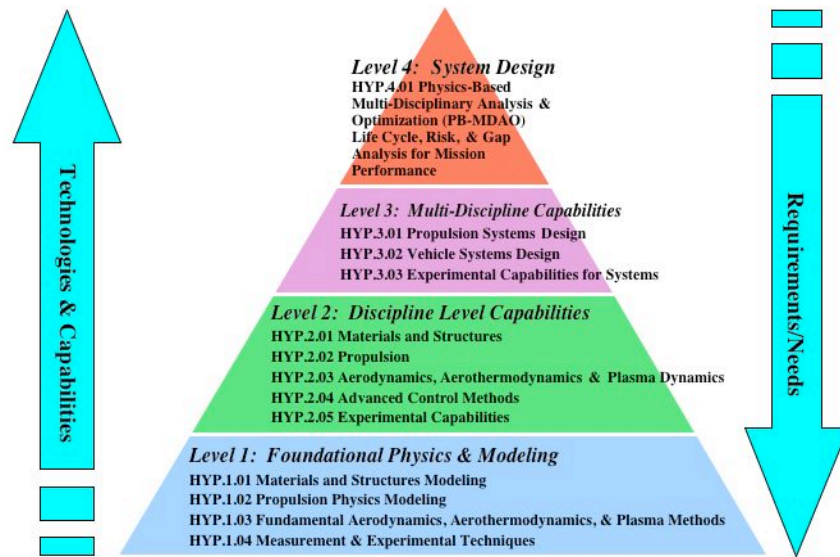 Level 4: System Design
HYP.4.01 Physics-Based
Multi-Disciplinary Analysis &
Optimization (PB-MDAO)
Life Cycle, Risk, & Gap
Analysis for Mission
Performance
Technologies & Capabilities
Requirements/Needs
Level 3: Multi-Discipline Capabilities
HYP.3.01 Propulsion Systems Design
HYP.3.02 Vehicle Systems Design
HYP.3.03 Experimental Capabilities for Systems
Level 2: Discipline Level Capabilities
HYP.2.01 Materials and Structures
HYP.2.02 Propulsion
HYP.2.03 Aerodynamics, Aerothermodynamics & Plasma Dynamics
HYP.2.04 Advanced Control Methods
HYP.2.05 Experimental Capabilities
Level 1: Foundational Physics & Modeling
HYP.1.01 Materials and Structures Modeling
HYP.1.02 Propulsion Physics Modeling
HYP.1.03 Fundamental Aerodynamics, Aerothermodynamics, & Plasma Methods
HYP.1.04 Measurement & Experimental Techniques